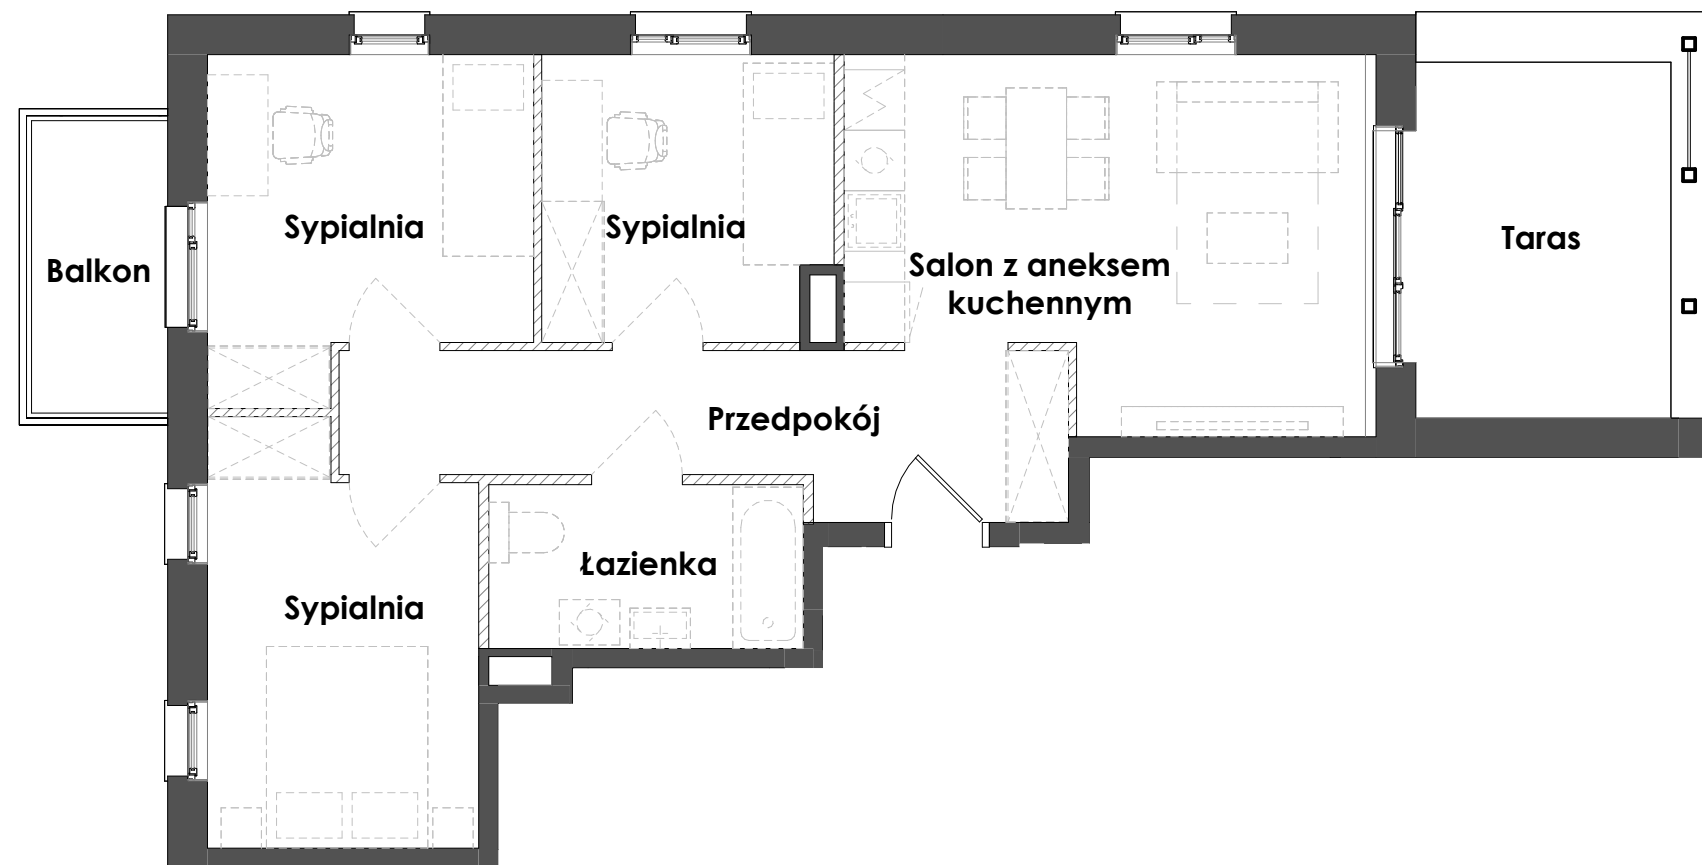 Sypialnia
Sypialnia
Taras
Balkon
Salon z aneksem
kuchennym
Przedpokój
Łazienka
Sypialnia